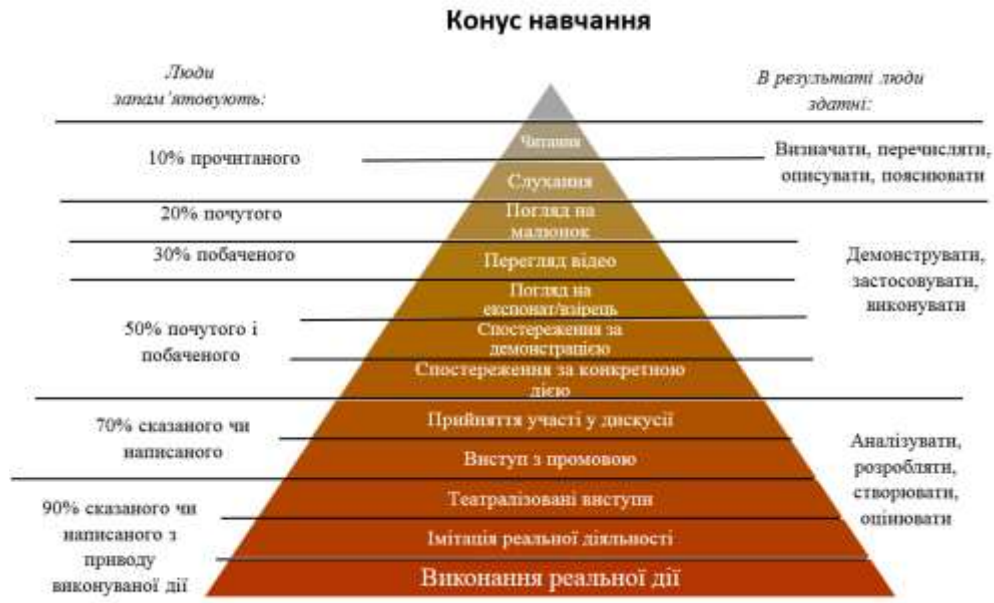 Конус навчання
Люди
запам’ятовують:
В результаті люди
здатні:
Читання
10% прочитаного
Визначати, перечисляти,
описувати, пояснювати
Слухання
20% почутого
Погляд на
малюнок
30% побаченого
Перегляд відео
Демонструвати,
застосовувати,
виконувати
Погляд на
експонат/взірець
50% почутого і
побаченого
Спостереження за
демонстрацією
Спостереження за конкретною
дією
70% сказаного чи
написаного
Прийняття участі у дискусії
Виступ з промовою
Аналізувати,
розробляти,
створювати,
оцінювати
90% сказаного чи
написаного з
приводу
виконуваної дії
Театралізовані виступи
Імітація реальної діяльності
Виконання реальної дії